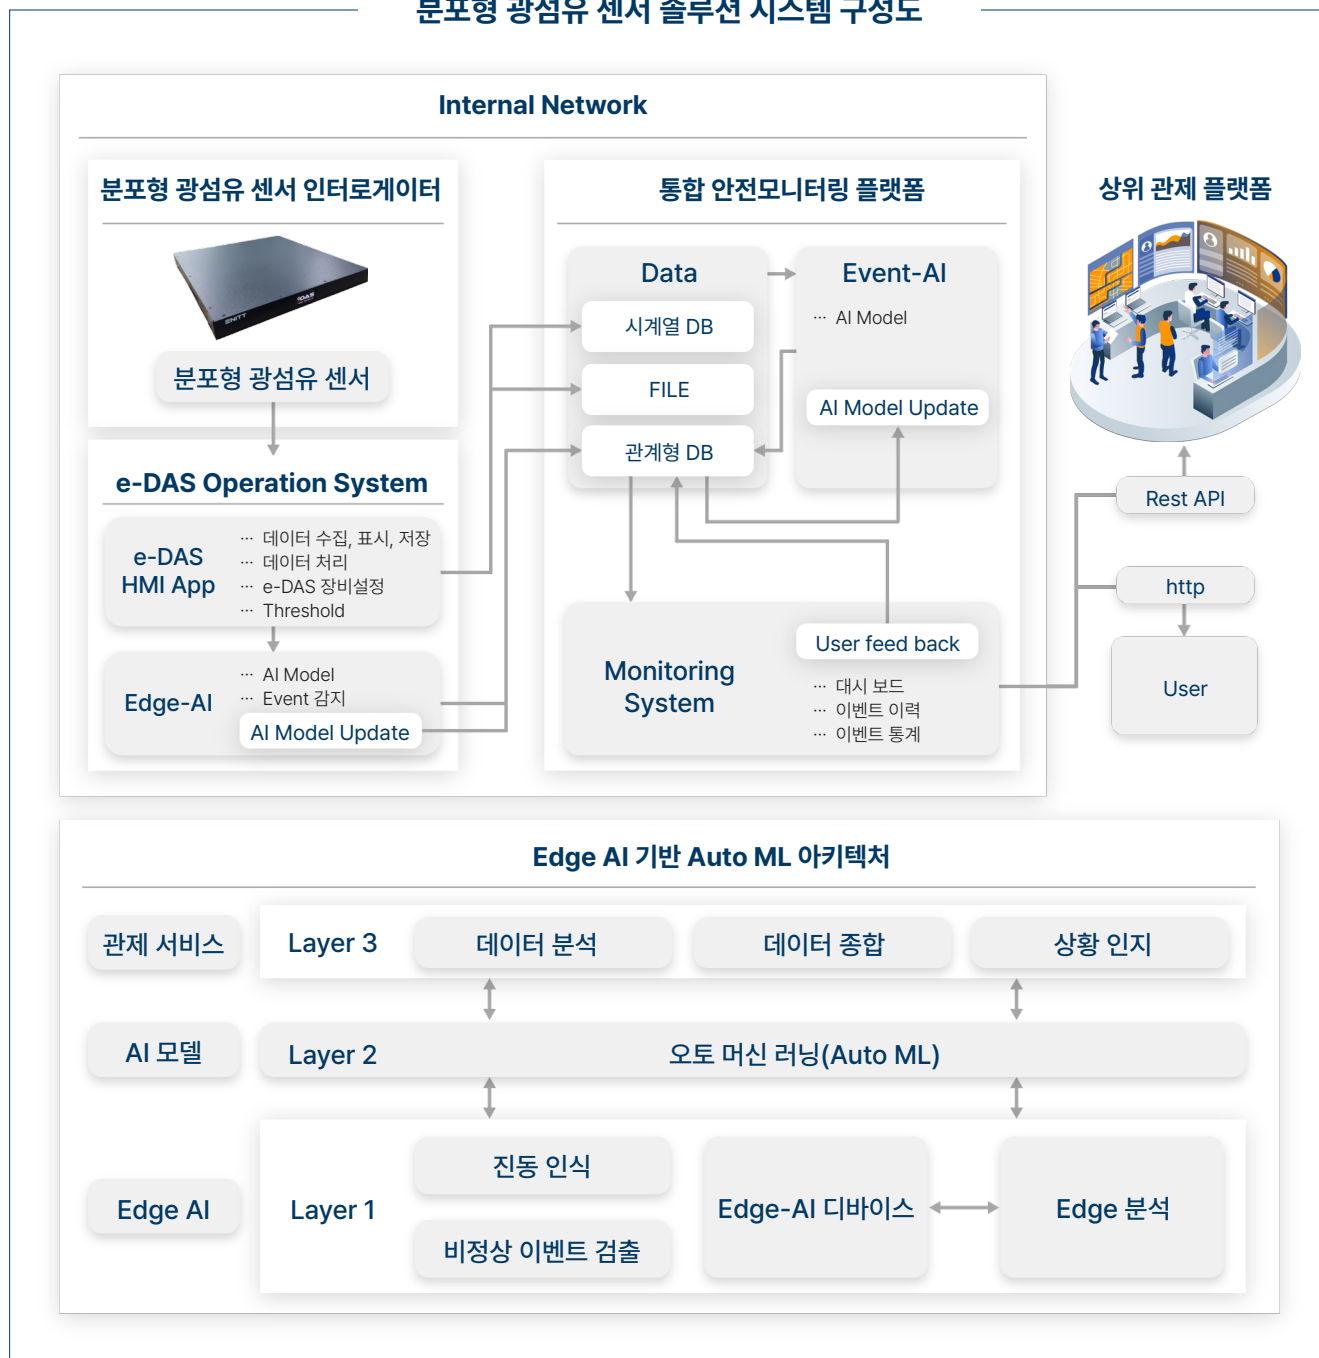 분포형 광섬유 센서 솔루션 시스템 구성도
Internal Network
분포형 광섬유 센서 인터로게이터
분포형 광섬유 센서
e-DAS Operation System
e-DAS
HMI App
··· 데이터 수집, 표시, 저장
··· 데이터 처리
··· e-DAS 장비설정
··· Threshold
Edge-AI
··· AI Model
··· Event 감지
AI Model Update
통합 안전모니터링 플랫폼
Data
시계열 DB
FILE
관계형 DB
Event-AI
··· AI Model
AI Model Update
Monitoring
System
User feed back
··· 대시 보드
··· 이벤트 이력
··· 이벤트 통계
상위 관제 플랫폼
Rest API
http
User
Edge AI 기반 Auto ML 아키텍처
관제 서비스
Layer 3
데이터 분석
데이터 종합
상황 인지
AI 모델
Layer 2
오토 머신 러닝(Auto ML)
Edge AI
Layer 1
진동 인식
비정상 이벤트 검출
Edge-AI 디바이스
Edge 분석